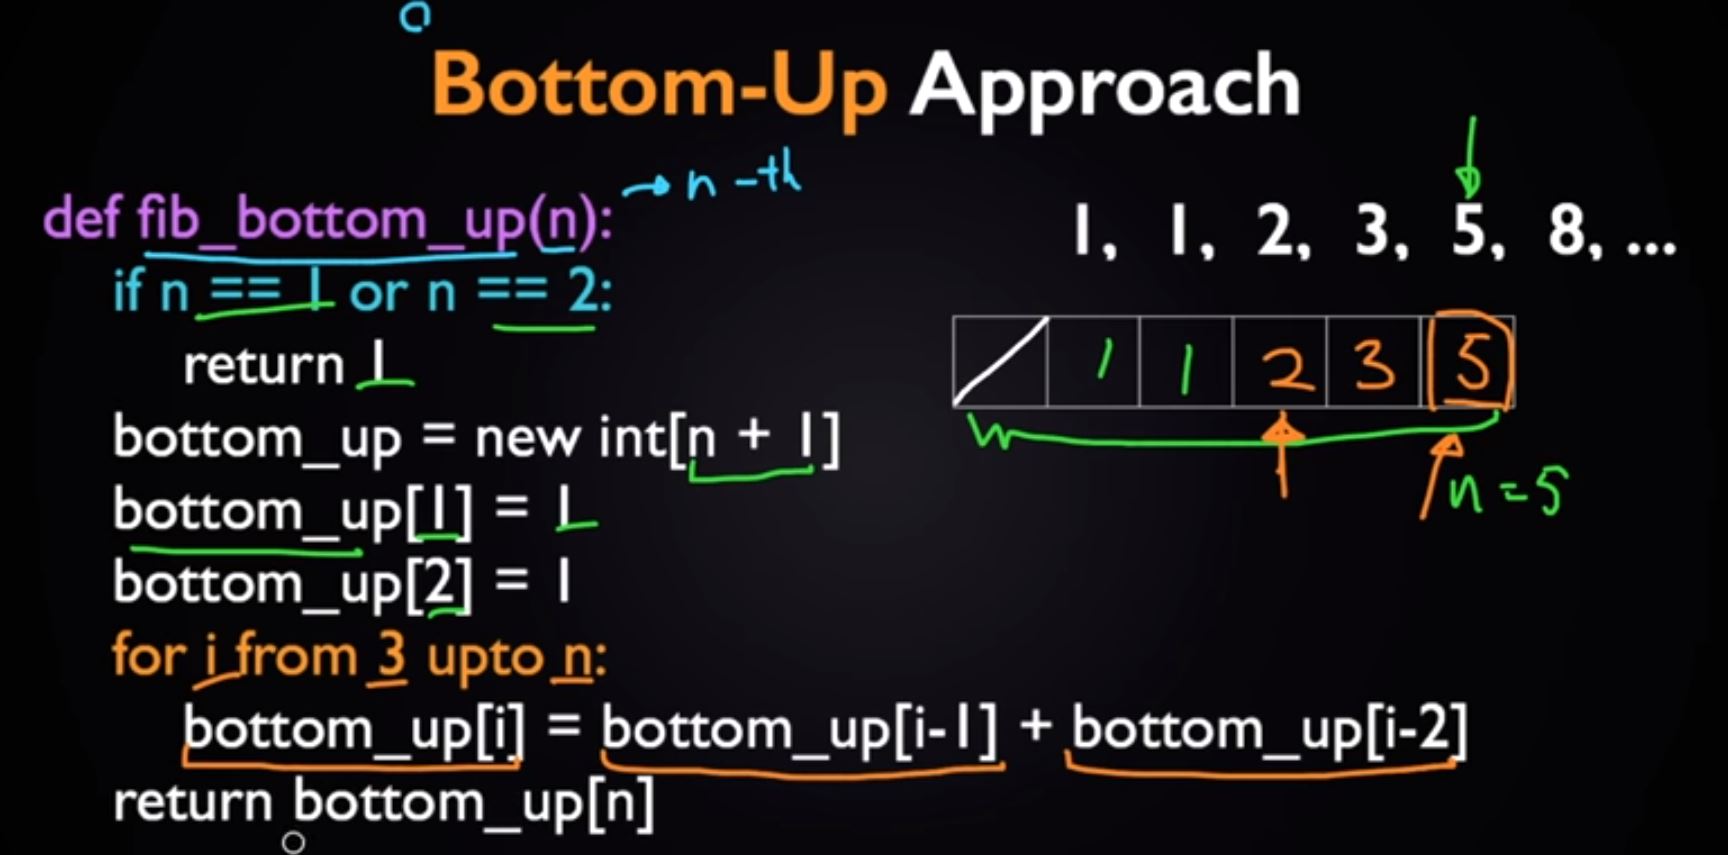 Bottom-Up Approach
def fib_bottom_up(n): → n-th
if n == 1 or n == 2:
return 1
bottom_up = new int[n + 1]
bottom_up[1] = 1
bottom_up[2] = 1
for i from 3 upto n:
bottom_up[i] = bottom_up[i-1] + bottom_up[i-2]
return bottom_up[n]
1, 1, 2, 3, 5, 8, ...
1 1 2 3 5
n = 5